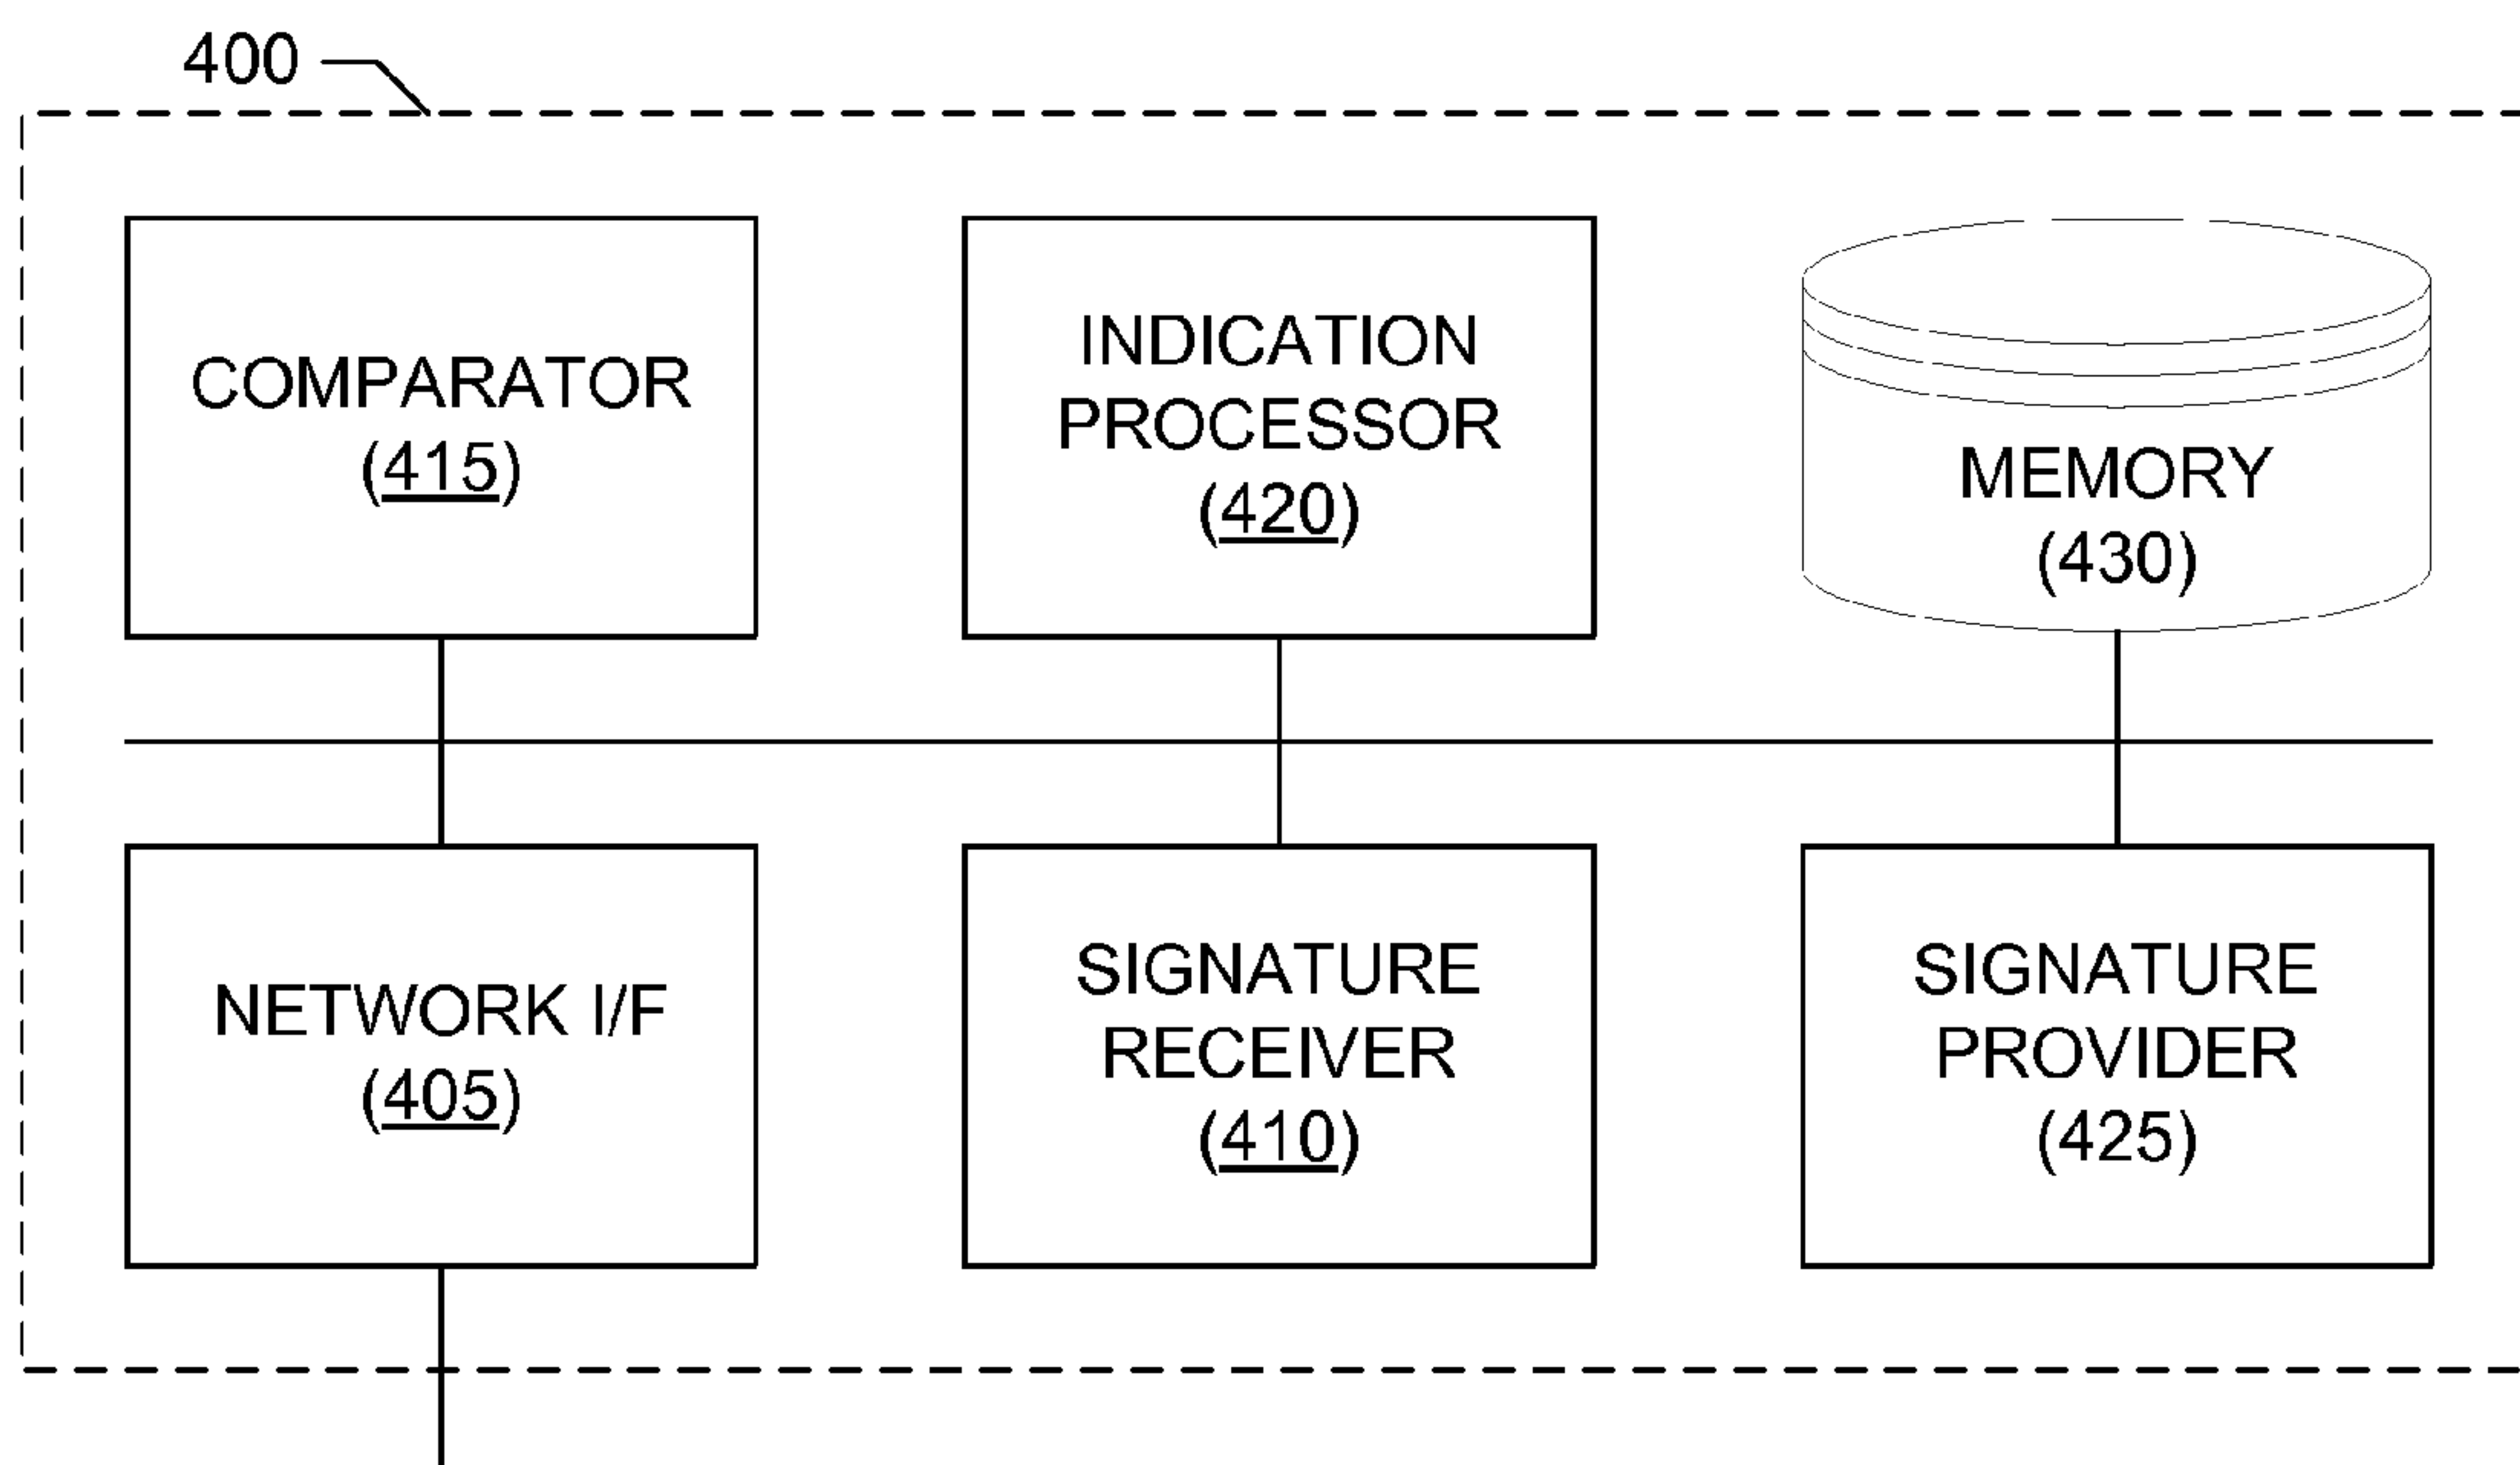 400
COMPARATOR
(415)
INDICATION
PROCESSOR
(420)
MEMORY
(430)
NETWORK I/F
(405)
SIGNATURE
RECEIVER
(410)
SIGNATURE
PROVIDER
(425)